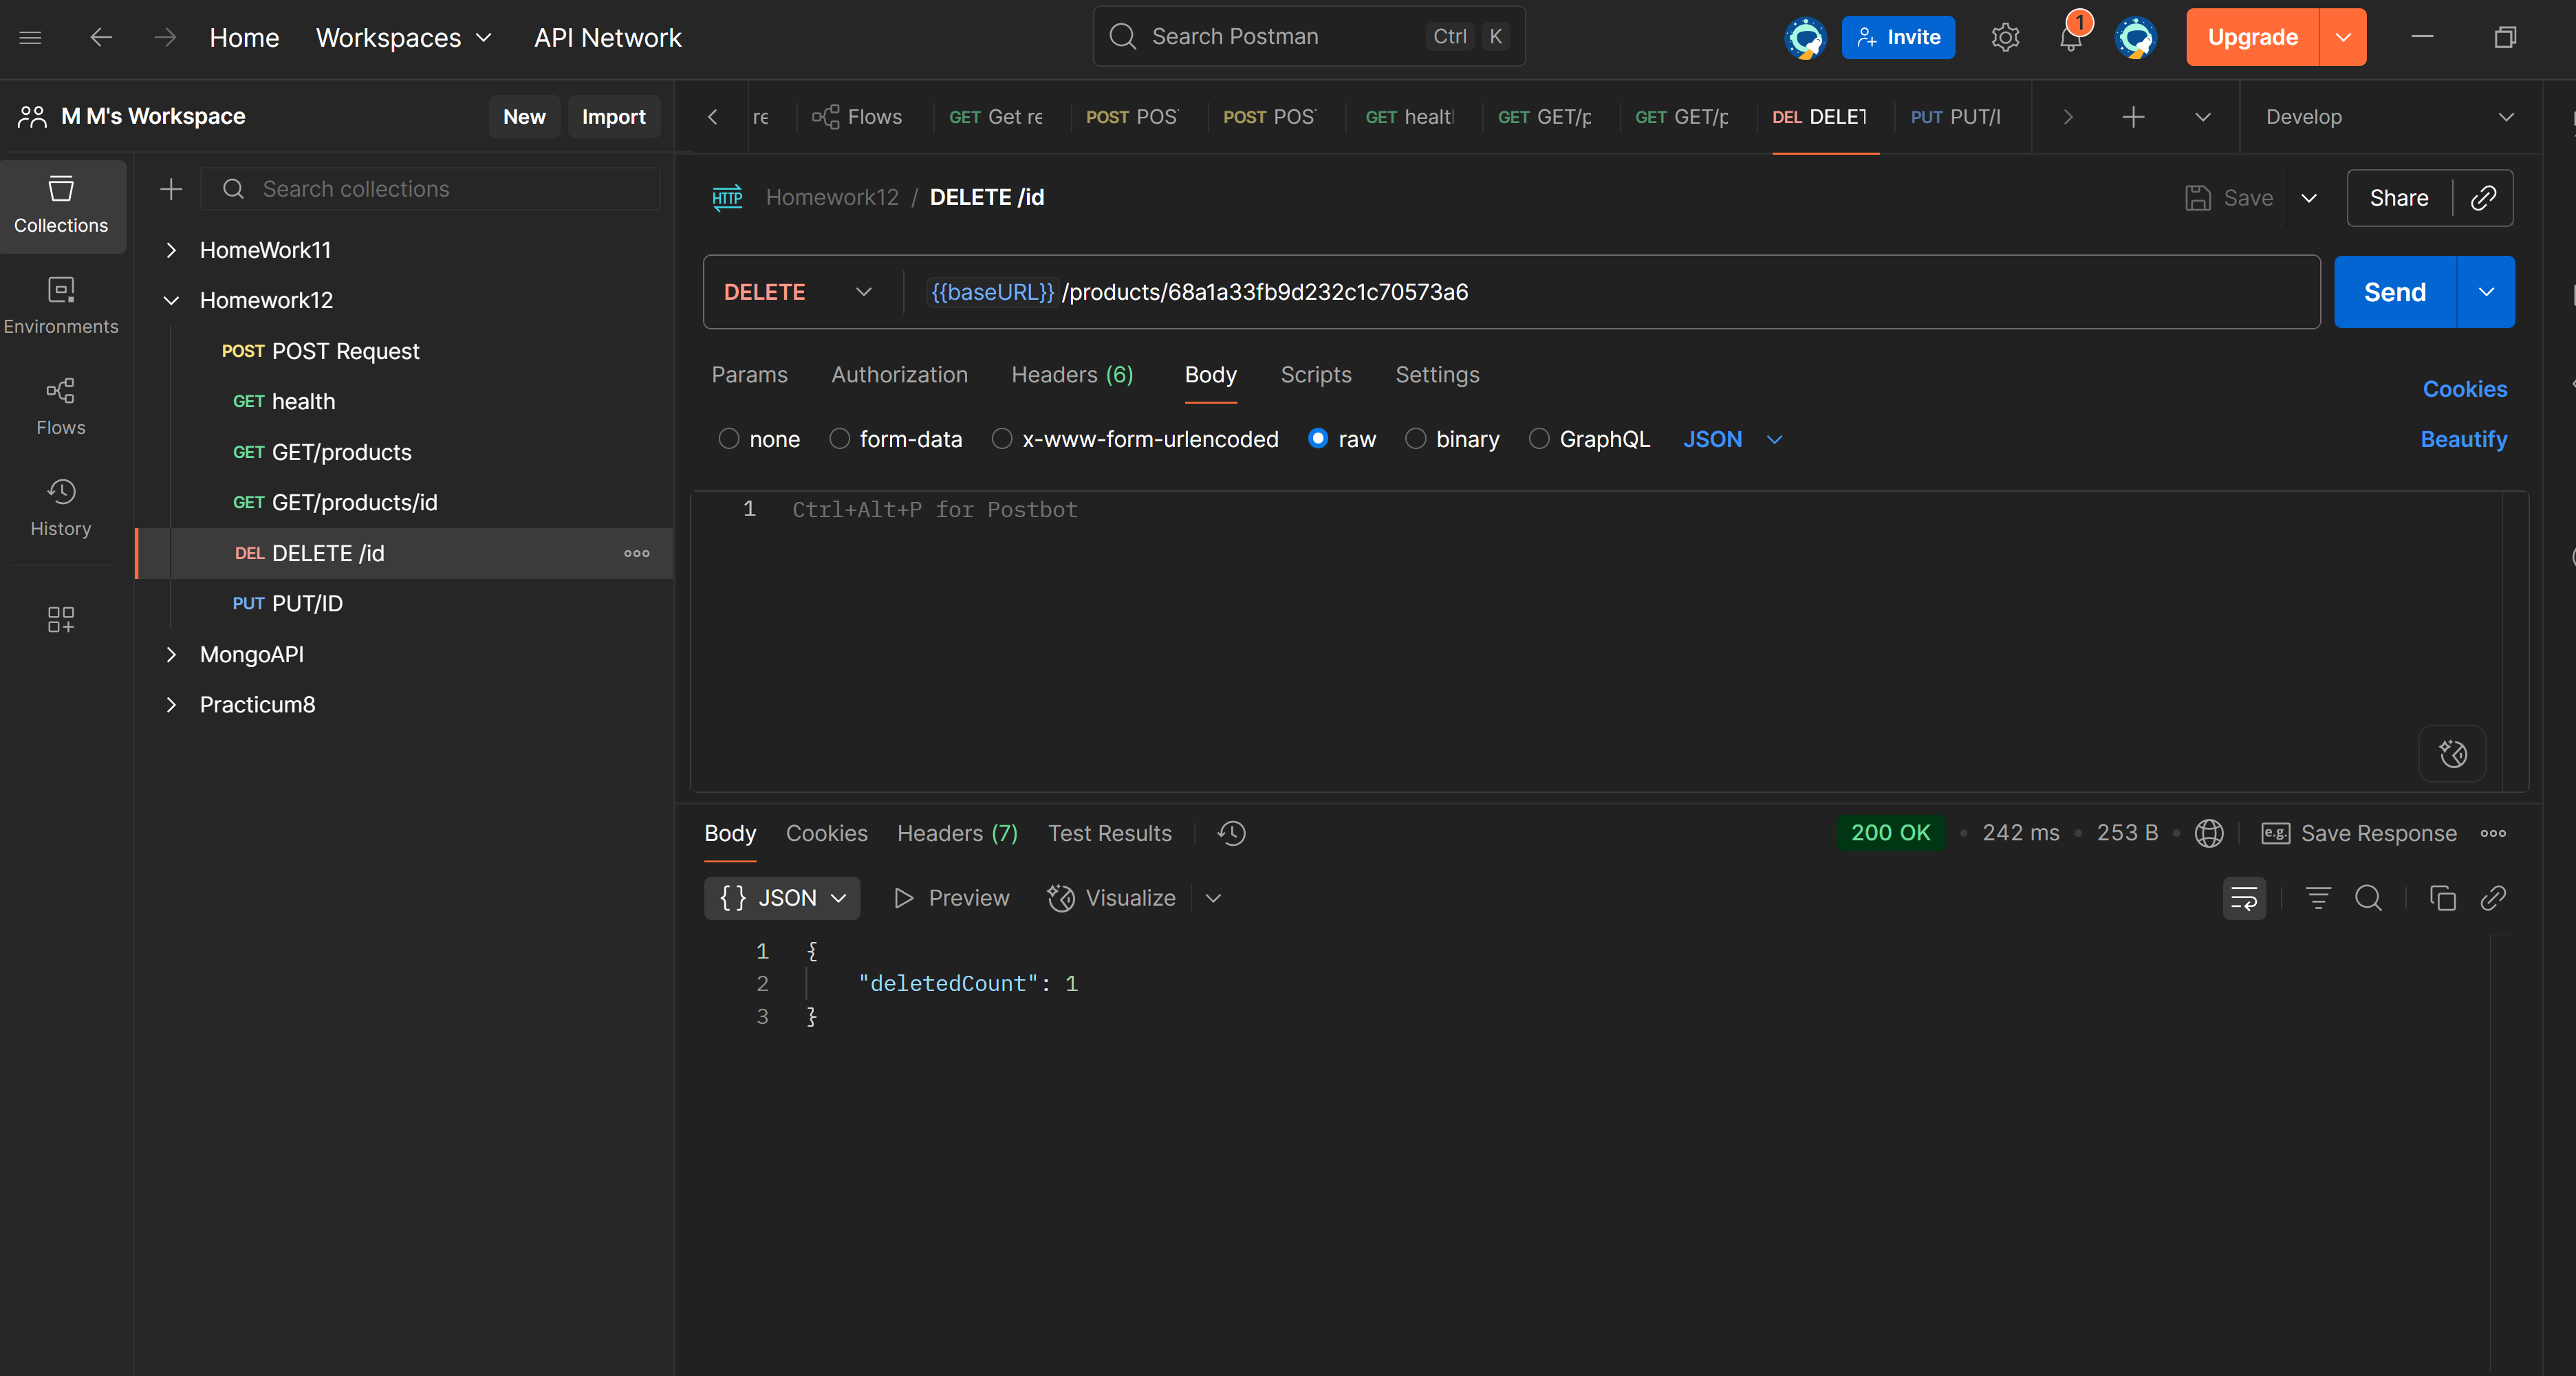 Home Workspaces API Network Search Postman Ctrl K Invite 1 Upgrade
M M's Workspace New Import re Flows GET Get re POST POS POST POS GET healt GET GET/p GET GET/p DEL DELET PUT PUT/I Develop
Collections
Environments
Flows
History
Search collections
HomeWork11
Homework12
POST POST Request
GET health
GET GET/products
GET GET/products/id
DEL DELETE /id
PUT PUT/ID
MongoAPI
Practicum8
HTTP Homework12 / DELETE /id Save Share
DELETE {{baseURL}} /products/68a1a33fb9d232c1c70573a6 Send
Params Authorization Headers (6) Body Scripts Settings Cookies
none form-data x-www-form-urlencoded raw binary GraphQL JSON Beautify
1 Ctrl+Alt+P for Postbot
Body Cookies Headers (7) Test Results 200 OK • 242 ms • 253 B • e.g. Save Response
{} JSON Preview Visualize
1 {
2 "deletedCount": 1
3 }